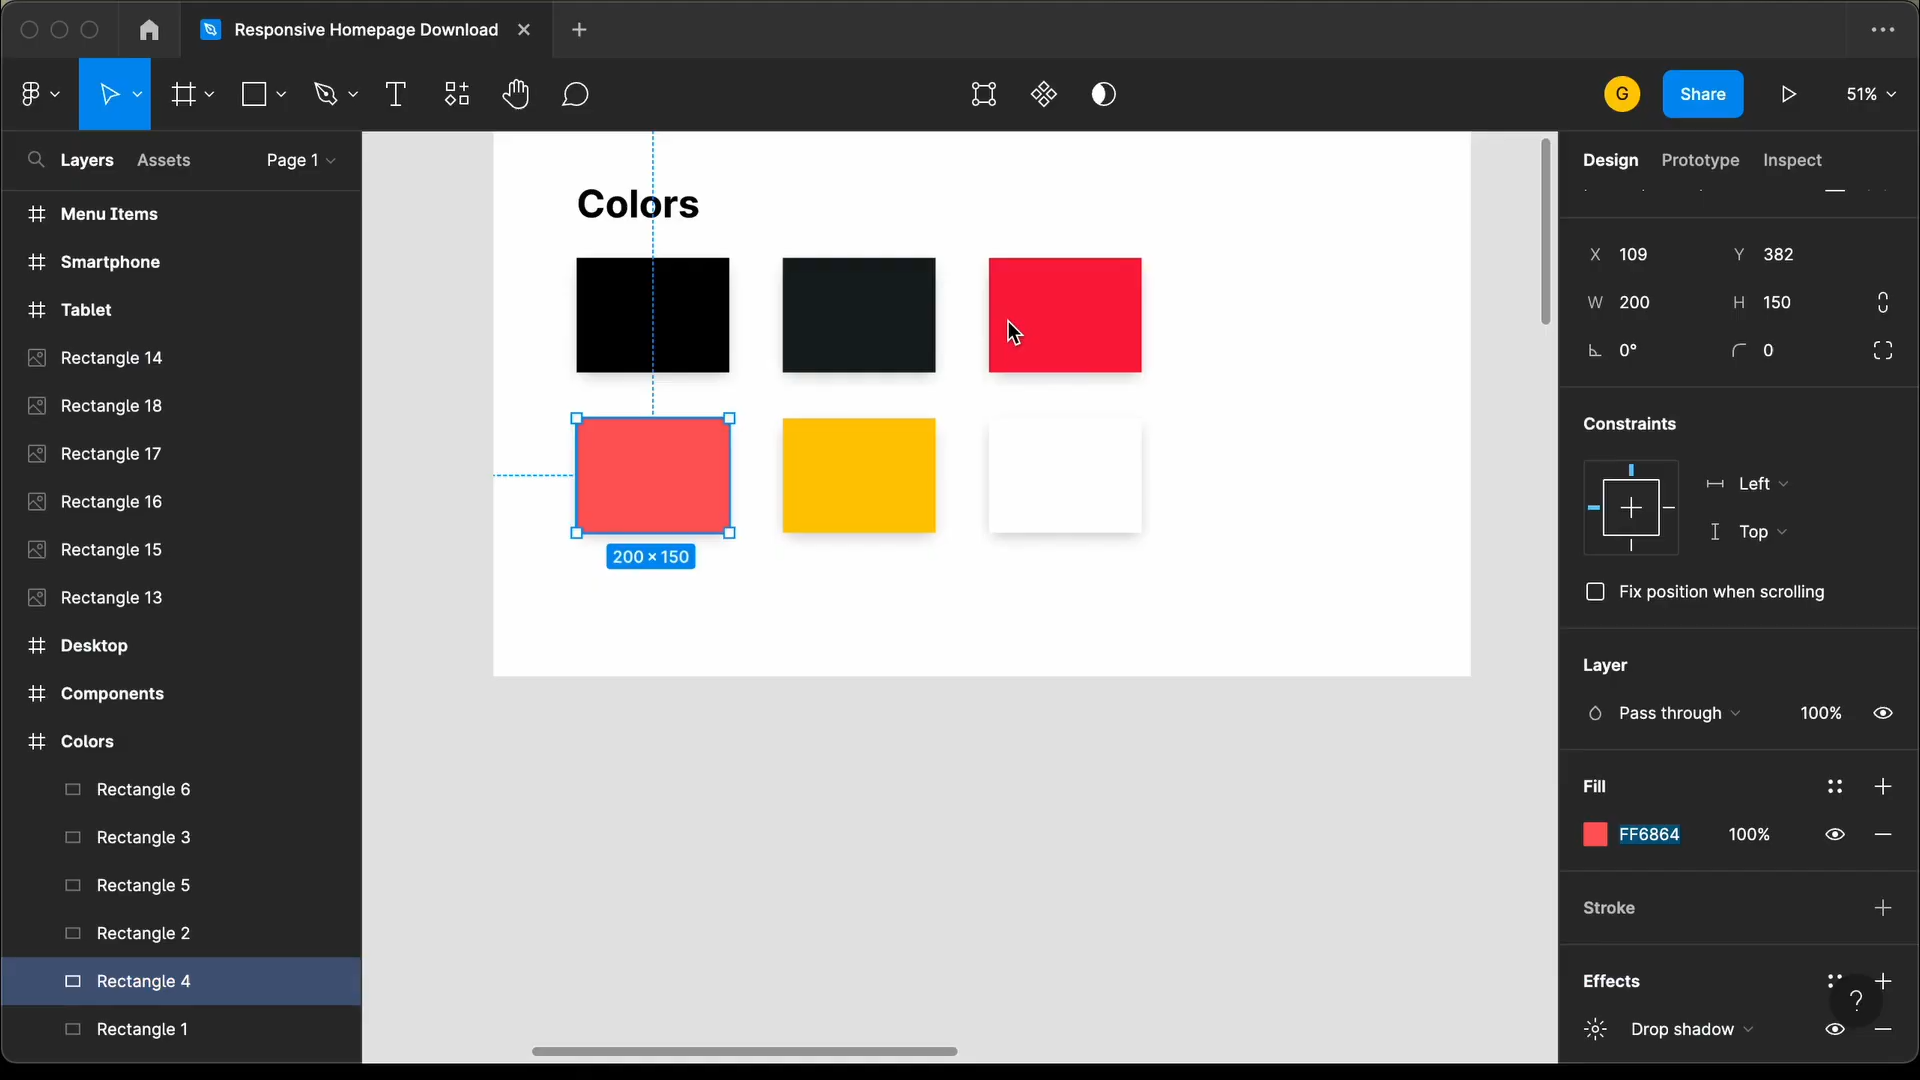 Responsive Homepage Download
G
Share
51%
Layers
Assets
Page 1
Design
Prototype
Inspect
Menu Items
Smartphone
Tablet
Rectangle 14
Rectangle 18
Rectangle 17
Rectangle 16
Rectangle 15
Rectangle 13
Desktop
Components
Colors
Rectangle 6
Rectangle 3
Rectangle 5
Rectangle 2
Rectangle 4
Rectangle 1
Colors
200 × 150
X 109
Y 382
W 200
H 150
0°
0
Constraints
Left
Top
Fix position when scrolling
Layer
Pass through
100%
Fill
FF6864
100%
Stroke
Effects
?
Drop shadow